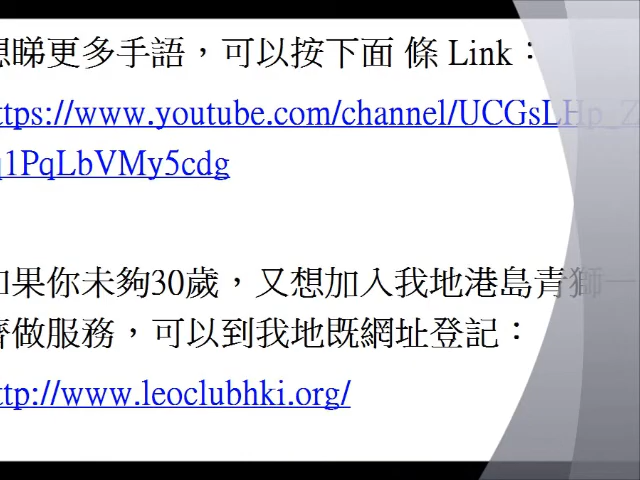 想睇更多手語，可以按下面 條 Link：
ttps://www.youtube.com/channel/UCGsLHp_Z
q1PqLbVMy5cdg
如果你未夠30歲，又想加入我地港島青獅一
齊做服務，可以到我地既網址登記：
ttp://www.leoclubhki.org/